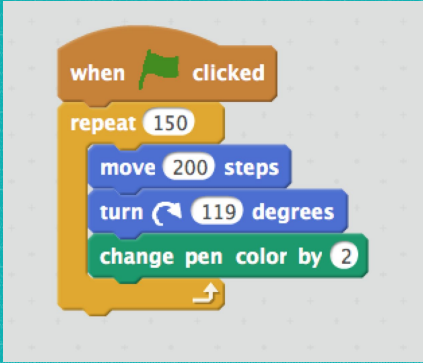 when clicked
repeat 150
move 200 steps
turn 119 degrees
change pen color by 2